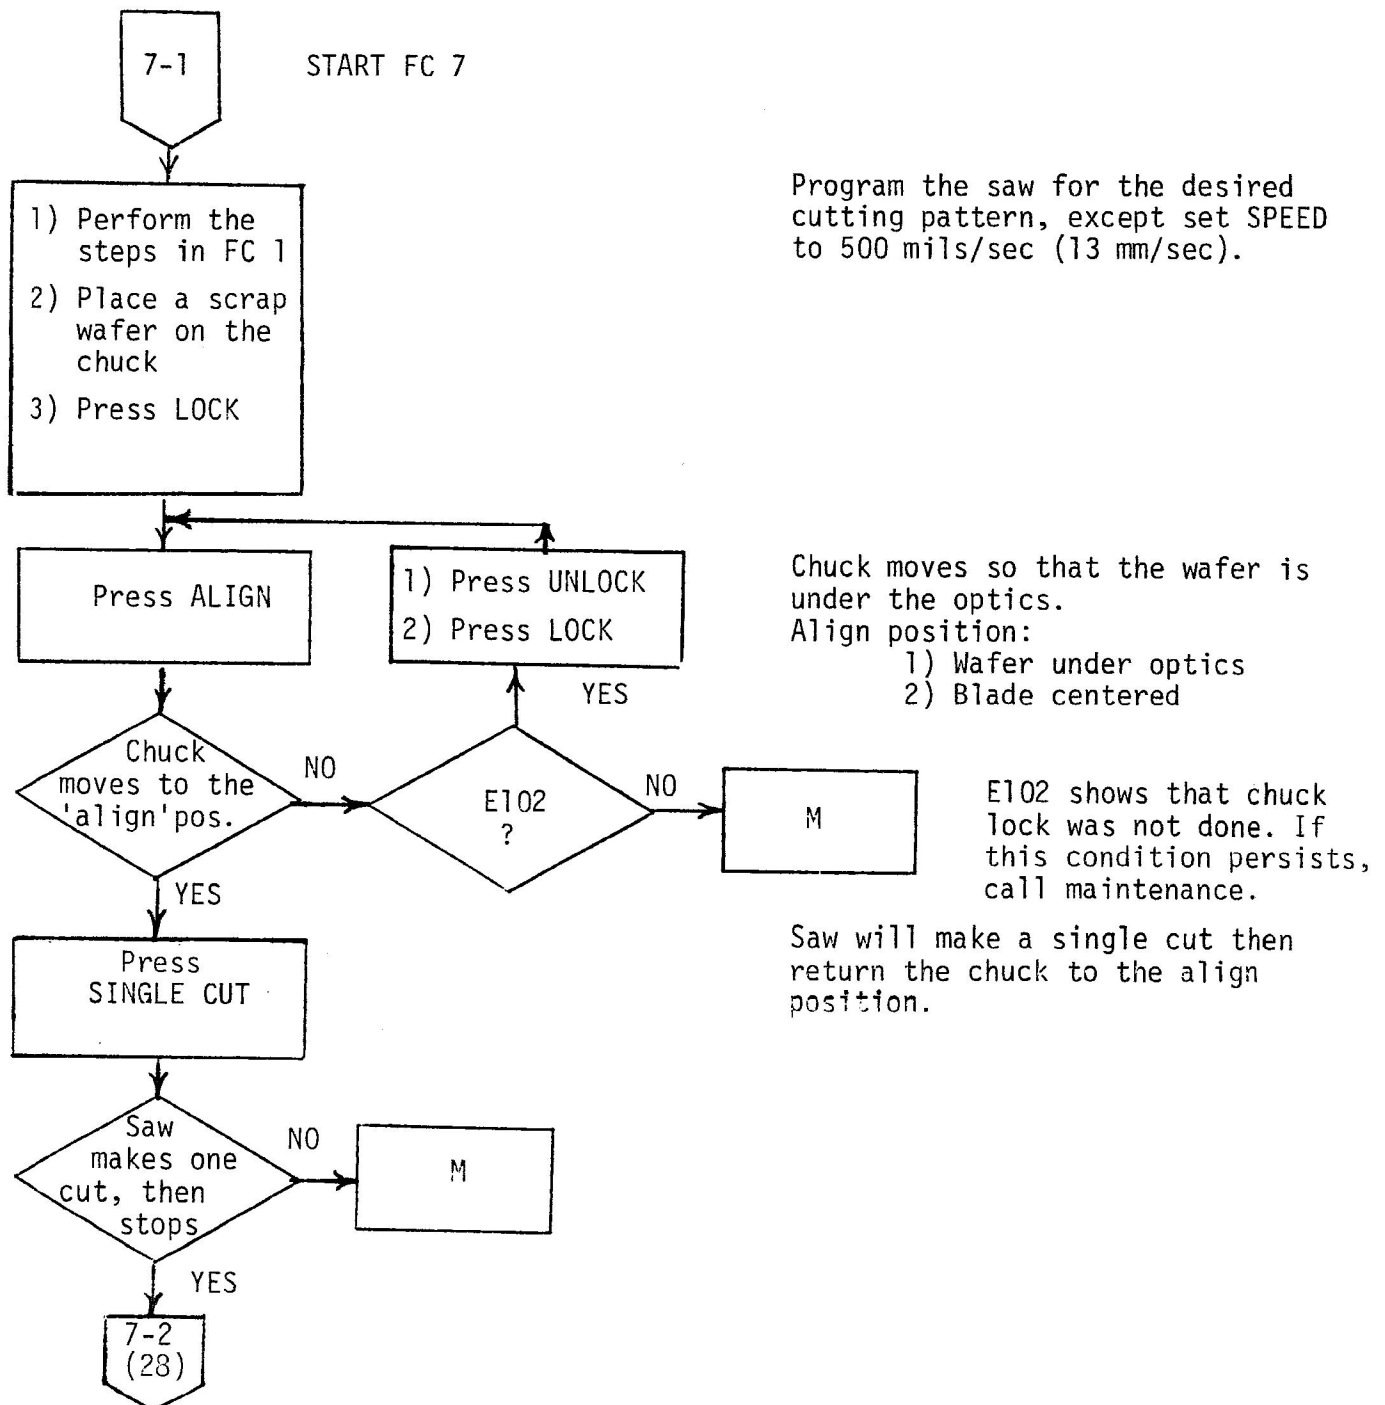 7-1
START FC 7
1) Perform the
steps in FC 1
2) Place a scrap
wafer on the
chuck
3) Press LOCK
Program the saw for the desired
cutting pattern, except set SPEED
to 500 mils/sec (13 mm/sec).
Press ALIGN
1) Press UNLOCK
2) Press LOCK
Chuck moves so that the wafer is
under the optics.
Align position:
1) Wafer under optics
2) Blade centered
YES
Chuck
moves to the
'align'pos.
NO
E102
?
NO
M
E102 shows that chuck
lock was not done. If
this condition persists,
call maintenance.
YES
Press
SINGLE CUT
Saw will make a single cut then
return the chuck to the align
position.
Saw
makes one
cut, then
stops
NO
M
YES
7-2
(28)